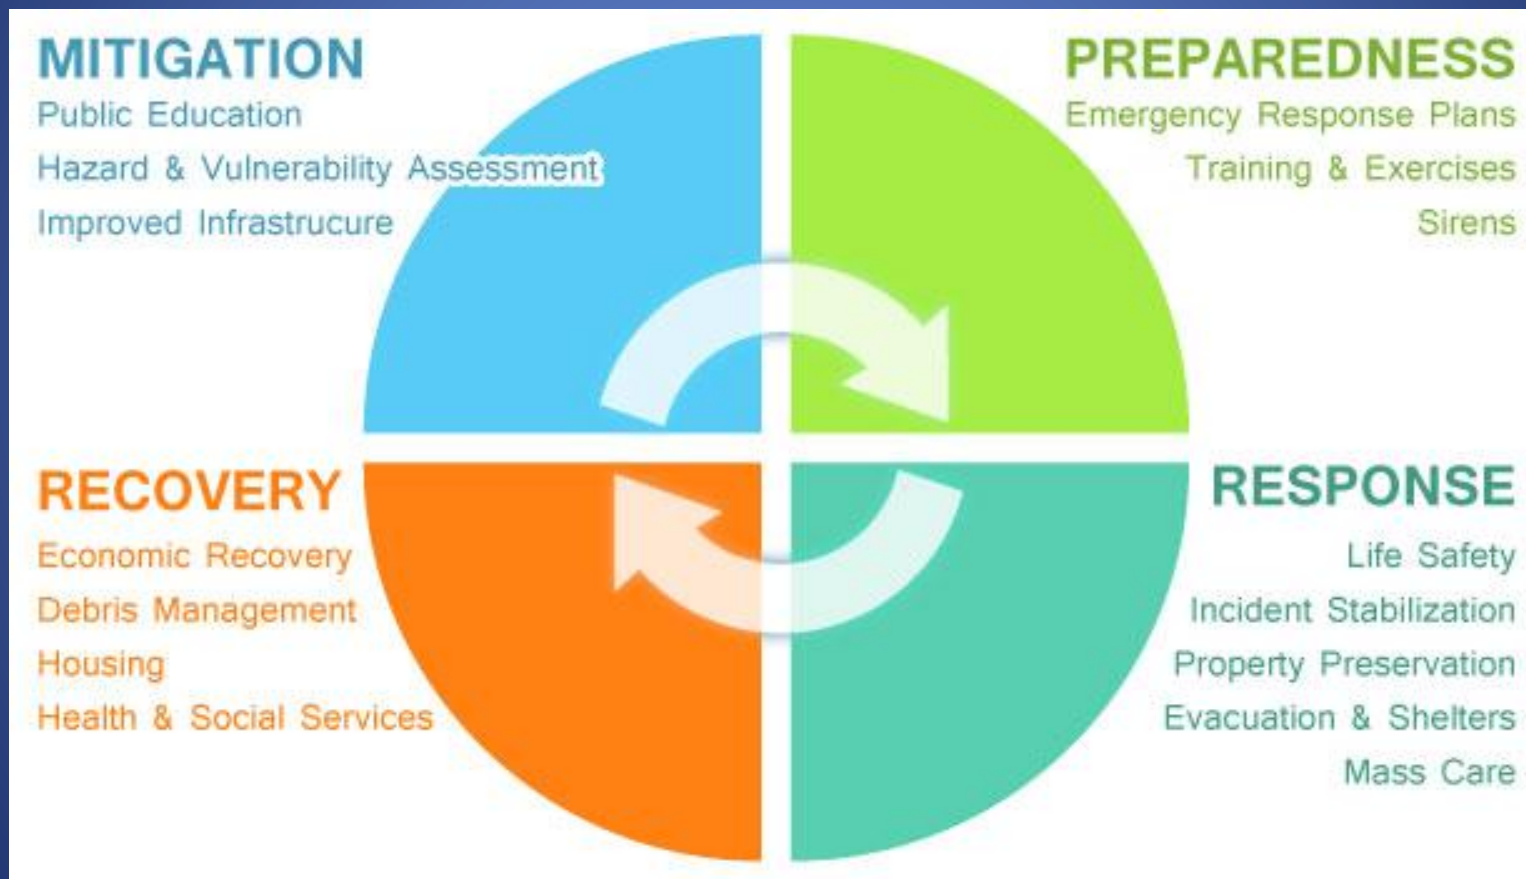 MITIGATION
Public Education
Hazard & Vulnerability Assessment
Improved Infrastrucure
PREPAREDNESS
Emergency Response Plans
Training & Exercises
Sirens
RECOVERY
Economic Recovery
Debris Management
Housing
Health & Social Services
RESPONSE
Life Safety
Incident Stabilization
Property Preservation
Evacuation & Shelters
Mass Care